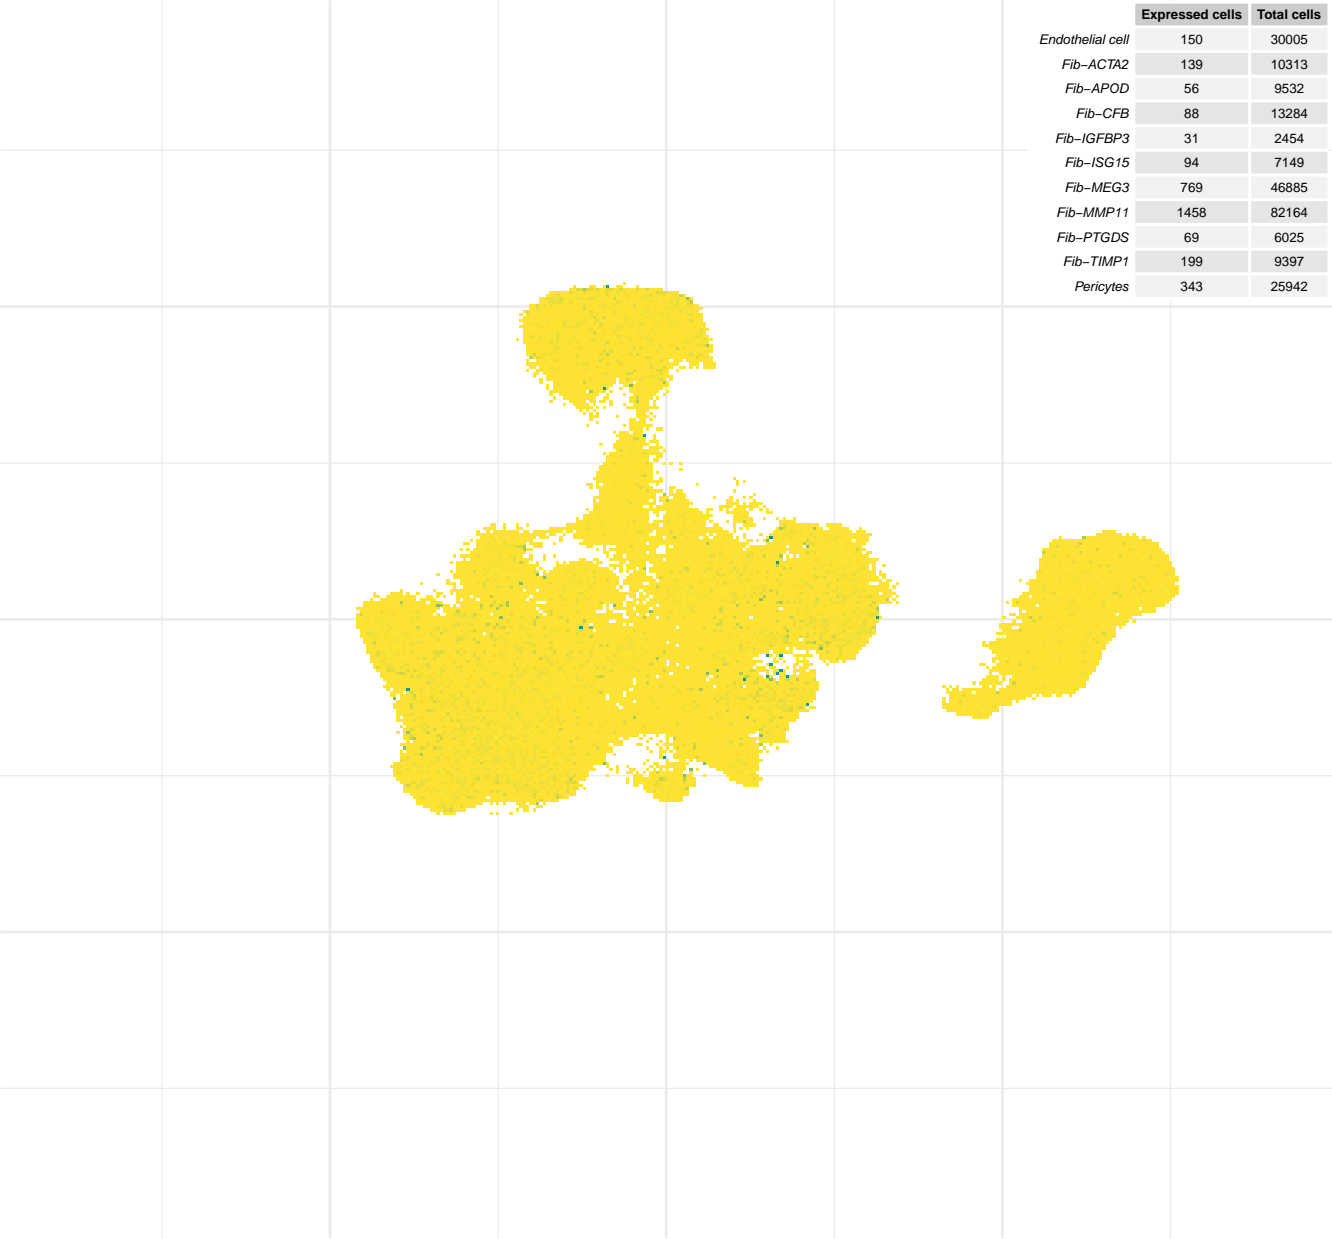 Expressed cells Total cells
Endothelial cell 150 30005
Fib−ACTA2 139 10313
Fib−APOD 56 9532
Fib−CFB 88 13284
Fib−IGFBP3 31 2454
Fib−ISG15 94 7149
Fib−MEG3 769 46885
Fib−MMP11 1458 82164
Fib−PTGDS 69 6025
Fib−TIMP1 199 9397
Pericytes 343 25942